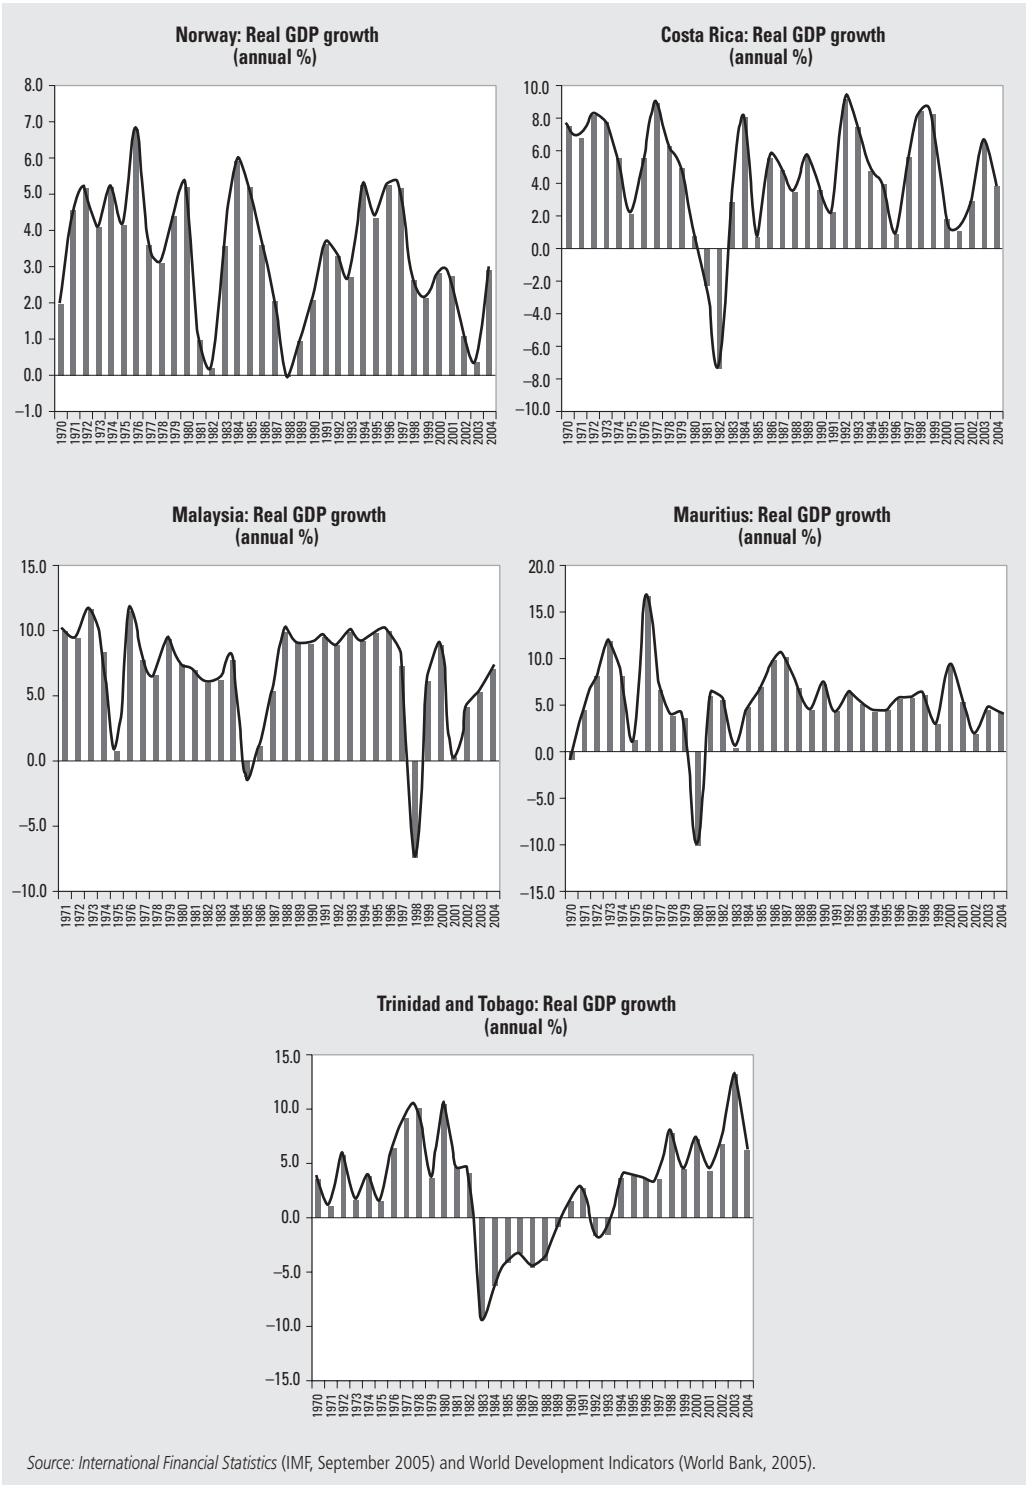 Norway: Real GDP growth
(annual %)
8.0
7.0
6.0
5.0
4.0
3.0
2.0
1.0
0.0
–1.0
1970 1971 1972 1973 1974 1975 1976 1977 1978 1979 1980 1981 1982 1983 1984 1985 1986 1987 1988 1989 1990 1991 1992 1993 1994 1995 1996 1997 1998 1999 2000 2001 2002 2003 2004
Costa Rica: Real GDP growth
(annual %)
10.0
8.0
6.0
4.0
2.0
0.0
–2.0
–4.0
–6.0
–8.0
–10.0
1970 1971 1972 1973 1974 1975 1976 1977 1978 1979 1980 1981 1982 1983 1984 1985 1986 1987 1988 1989 1990 1991 1992 1993 1994 1995 1996 1997 1998 1999 2000 2001 2002 2003 2004
Malaysia: Real GDP growth
(annual %)
15.0
10.0
5.0
0.0
–5.0
–10.0
1971 1972 1973 1974 1975 1976 1977 1978 1979 1980 1981 1982 1983 1984 1985 1986 1987 1988 1989 1990 1991 1992 1993 1994 1995 1996 1997 1998 1999 2000 2001 2002 2003 2004
Mauritius: Real GDP growth
(annual %)
20.0
15.0
10.0
5.0
0.0
–5.0
–10.0
–15.0
1970 1971 1972 1973 1974 1975 1976 1977 1978 1979 1980 1981 1982 1983 1984 1985 1986 1987 1988 1989 1990 1991 1992 1993 1994 1995 1996 1997 1998 1999 2000 2001 2002 2003 2004
Trinidad and Tobago: Real GDP growth
(annual %)
15.0
10.0
5.0
0.0
–5.0
–10.0
–15.0
1970 1971 1972 1973 1974 1975 1976 1977 1978 1979 1980 1981 1982 1983 1984 1985 1986 1987 1988 1989 1990 1991 1992 1993 1994 1995 1996 1997 1998 1999 2000 2001 2002 2003 2004
Source: International Financial Statistics (IMF, September 2005) and World Development Indicators (World Bank, 2005).